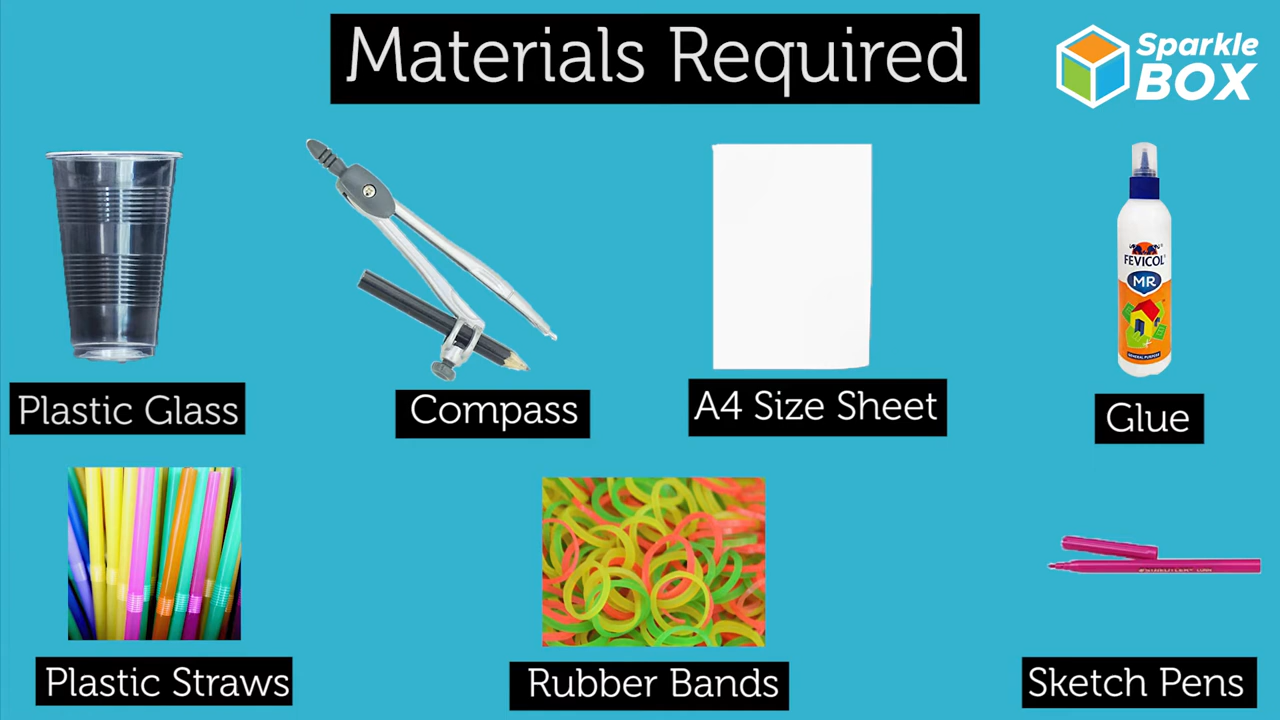 Materials Required
Sparkle
BOX
FEVICOL
MR
Plastic Glass
Compass
A4 Size Sheet
Glue
Plastic Straws
Rubber Bands
Sketch Pens